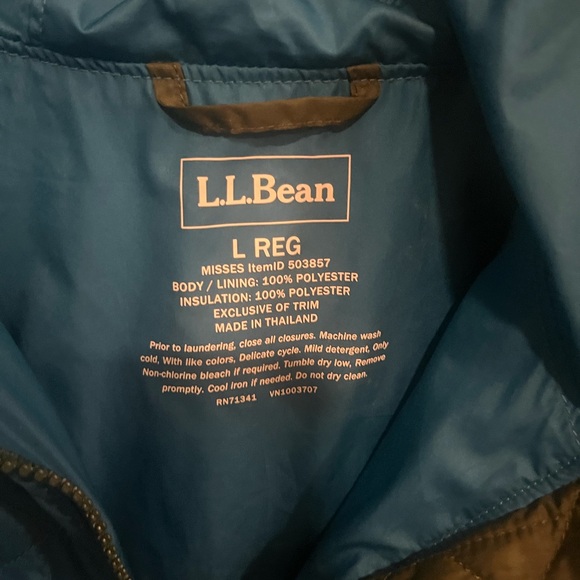 L.L.Bean
L REG
MISSES ItemID 503857
BODY / LINING: 100% POLYESTER
INSULATION: 100% POLYESTER
EXCLUSIVE OF TRIM
MADE IN THAILAND
Prior to laundering, close all closures. Machine wash
cold, With like colors, Delicate cycle. Mild detergent, Only
Non-chlorine bleach if required. Tumble dry low, Remove
promptly. Cool iron if needed. Do not dry clean.
RN71341 VN1003707